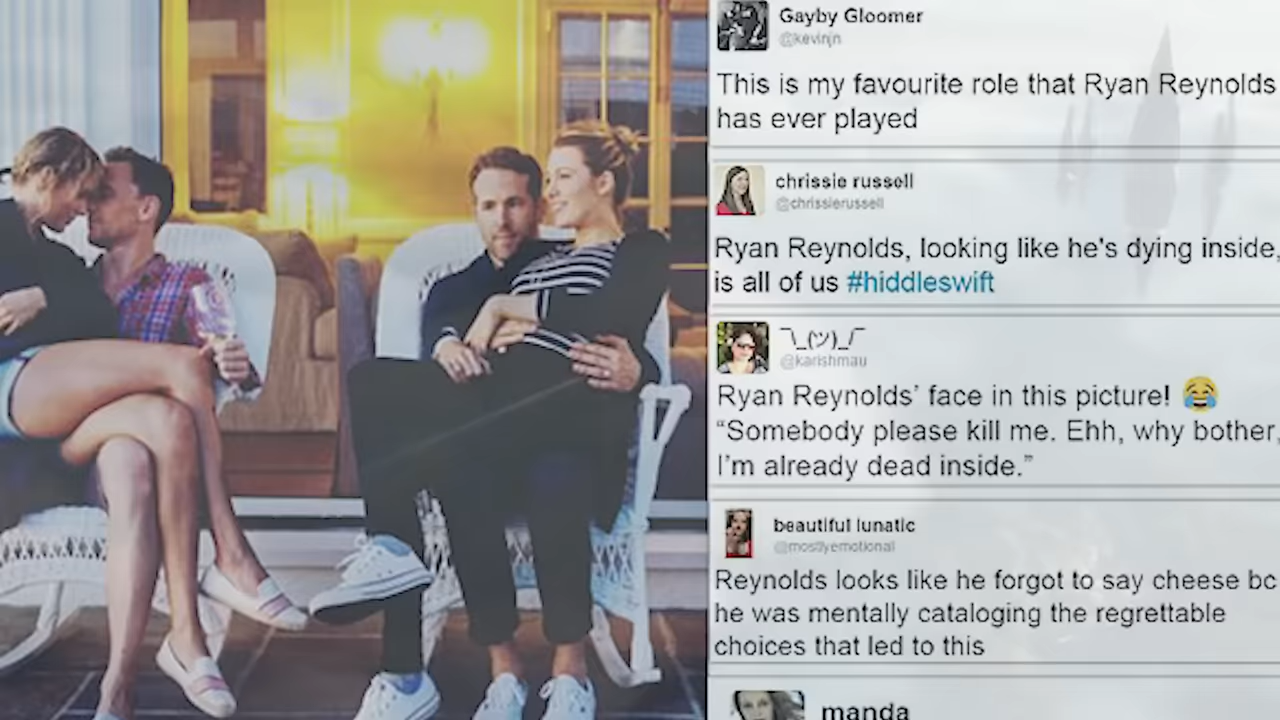 Gayby Gloomer
@kevinjn
This is my favourite role that Ryan Reynolds
has ever played
chrissie russell
@chrissierussell
Ryan Reynolds, looking like he's dying inside,
is all of us #hiddleswift
¯\_(ツ)_/¯
@karishmau
Ryan Reynolds’ face in this picture! 😂
“Somebody please kill me. Ehh, why bother,
I’m already dead inside.”
beautiful lunatic
@mostlyemotional
Reynolds looks like he forgot to say cheese bc
he was mentally cataloging the regrettable
choices that led to this
manda